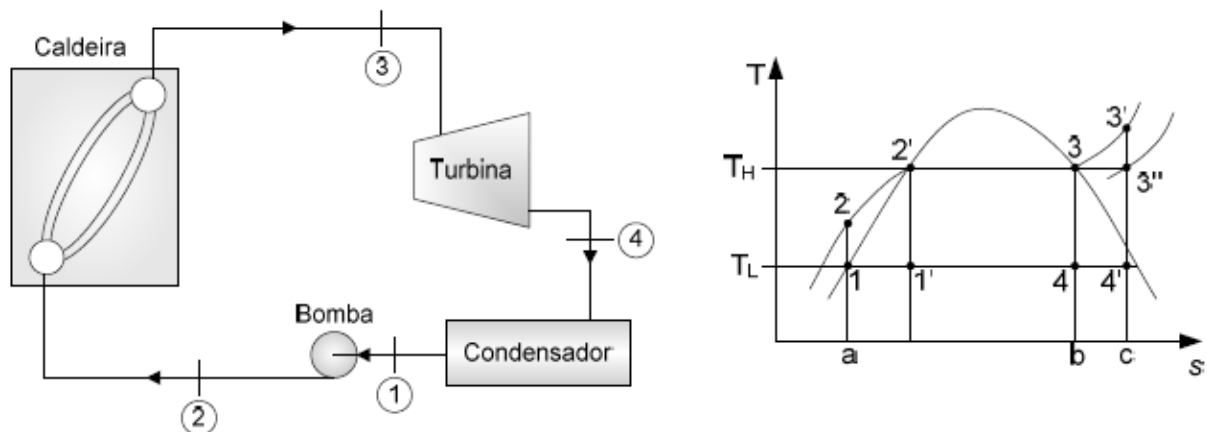 Caldeira
3
Turbina
4
Bomba
Condensador
1
2
T
3'
2'
3
T_H
3"
2
T_L
1
1'
4
4'
a
b
c
s